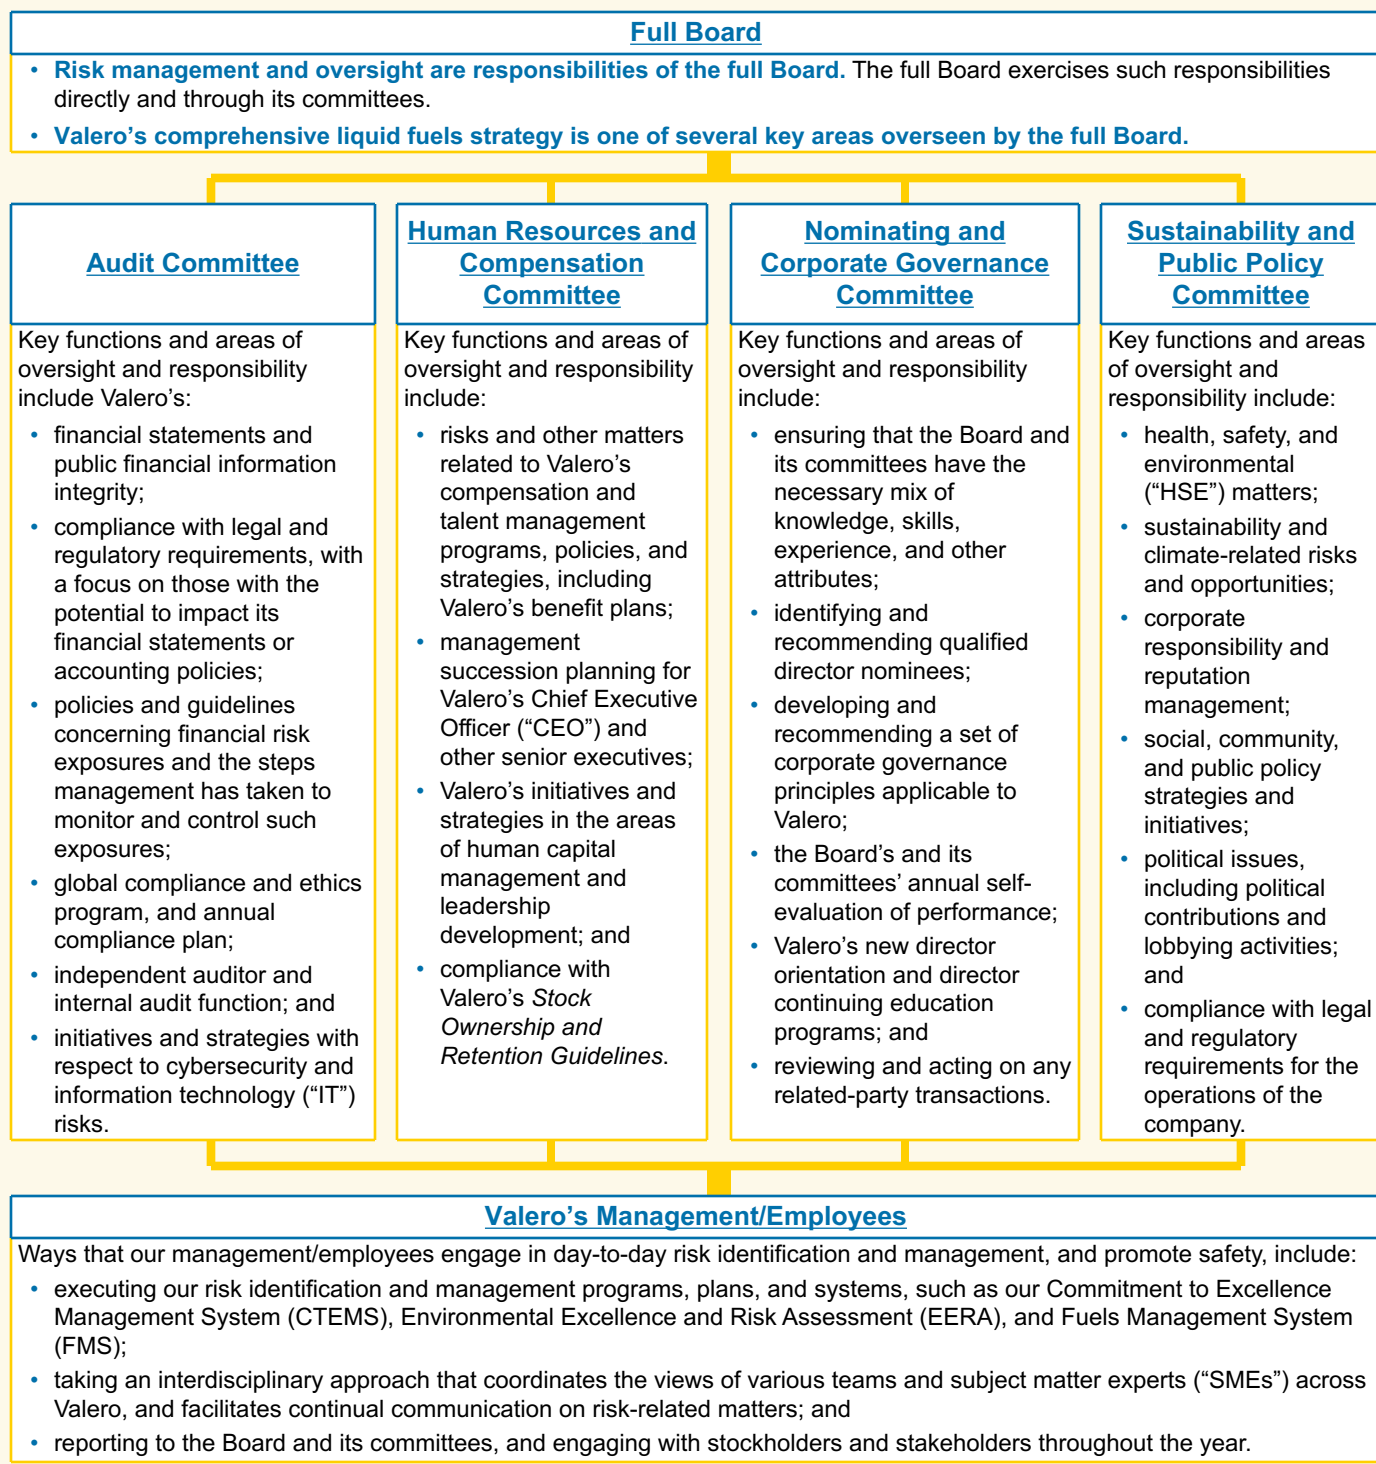 Full Board
• Risk management and oversight are responsibilities of the full Board. The full Board exercises such responsibilities
directly and through its committees.
• Valero’s comprehensive liquid fuels strategy is one of several key areas overseen by the full Board.
Audit Committee
Key functions and areas of
oversight and responsibility
include Valero’s:
• financial statements and
public financial information
integrity;
• compliance with legal and
regulatory requirements, with
a focus on those with the
potential to impact its
financial statements or
accounting policies;
• policies and guidelines
concerning financial risk
exposures and the steps
management has taken to
monitor and control such
exposures;
• global compliance and ethics
program, and annual
compliance plan;
• independent auditor and
internal audit function; and
• initiatives and strategies with
respect to cybersecurity and
information technology (“IT”)
risks.
Human Resources and
Compensation
Committee
Key functions and areas of
oversight and responsibility
include:
• risks and other matters
related to Valero’s
compensation and
talent management
programs, policies, and
strategies, including
Valero’s benefit plans;
• management
succession planning for
Valero’s Chief Executive
Officer (“CEO”) and
other senior executives;
• Valero’s initiatives and
strategies in the areas
of human capital
management and
leadership
development; and
• compliance with
Valero’s Stock
Ownership and
Retention Guidelines.
Nominating and
Corporate Governance
Committee
Key functions and areas of
oversight and responsibility
include:
• ensuring that the Board and
its committees have the
necessary mix of
knowledge, skills,
experience, and other
attributes;
• identifying and
recommending qualified
director nominees;
• developing and
recommending a set of
corporate governance
principles applicable to
Valero;
• the Board’s and its
committees’ annual self-
evaluation of performance;
• Valero’s new director
orientation and director
continuing education
programs; and
• reviewing and acting on any
related-party transactions.
Sustainability and
Public Policy
Committee
Key functions and areas
of oversight and
responsibility include:
• health, safety, and
environmental
(“HSE”) matters;
• sustainability and
climate-related risks
and opportunities;
• corporate
responsibility and
reputation
management;
• social, community,
and public policy
strategies and
initiatives;
• political issues,
including political
contributions and
lobbying activities;
and
• compliance with legal
and regulatory
requirements for the
operations of the
company.
Valero’s Management/Employees
Ways that our management/employees engage in day-to-day risk identification and management, and promote safety, include:
• executing our risk identification and management programs, plans, and systems, such as our Commitment to Excellence
Management System (CTEMS), Environmental Excellence and Risk Assessment (EERA), and Fuels Management System
(FMS);
• taking an interdisciplinary approach that coordinates the views of various teams and subject matter experts (“SMEs”) across
Valero, and facilitates continual communication on risk-related matters; and
• reporting to the Board and its committees, and engaging with stockholders and stakeholders throughout the year.